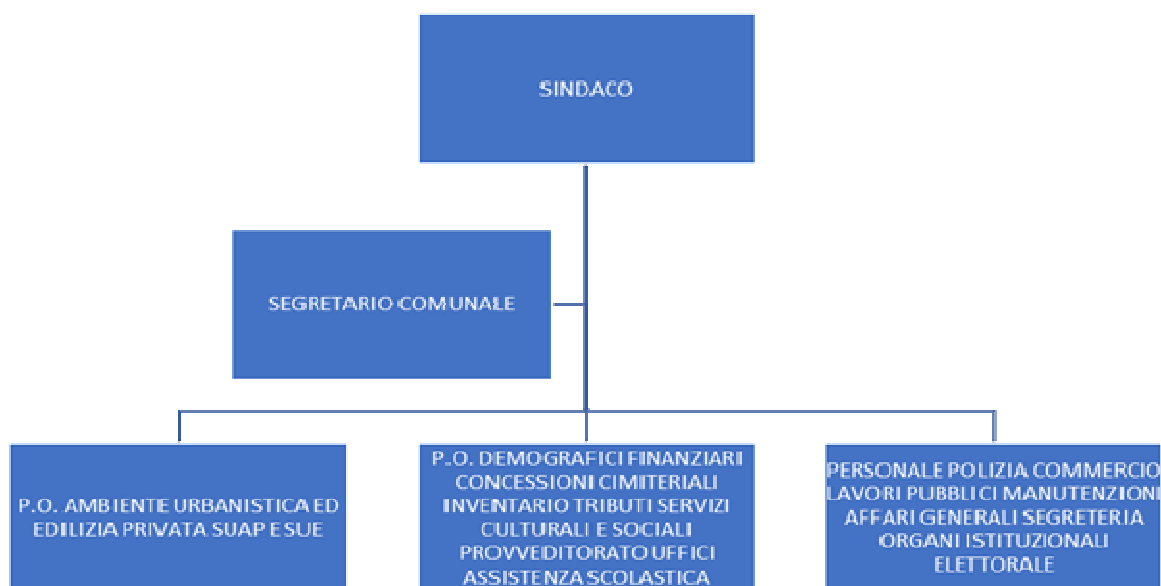 SINDACO
SEGRETARIO COMUNALE
P.O. AMBIENTE URBANISTICA ED
EDILIZIA PRIVATA SUAP E SUE
P.O. DEMOGRAFICI FINANZIARI
CONCESSIONI CIMITERIALI
INVENTARIO TRIBUTI SERVIZI
CULTURALI E SOCIALI
PROVVEDITORATO UFFICI
ASSISTENZA SCOLASTICA
PERSONALE POLIZIA COMMERCIO
LAVORI PUBBLICI MANUTENZIONI
AFFARI GENERALI SEGRETERIA
ORGANI ISTITUZIONALI
ELETTORALE